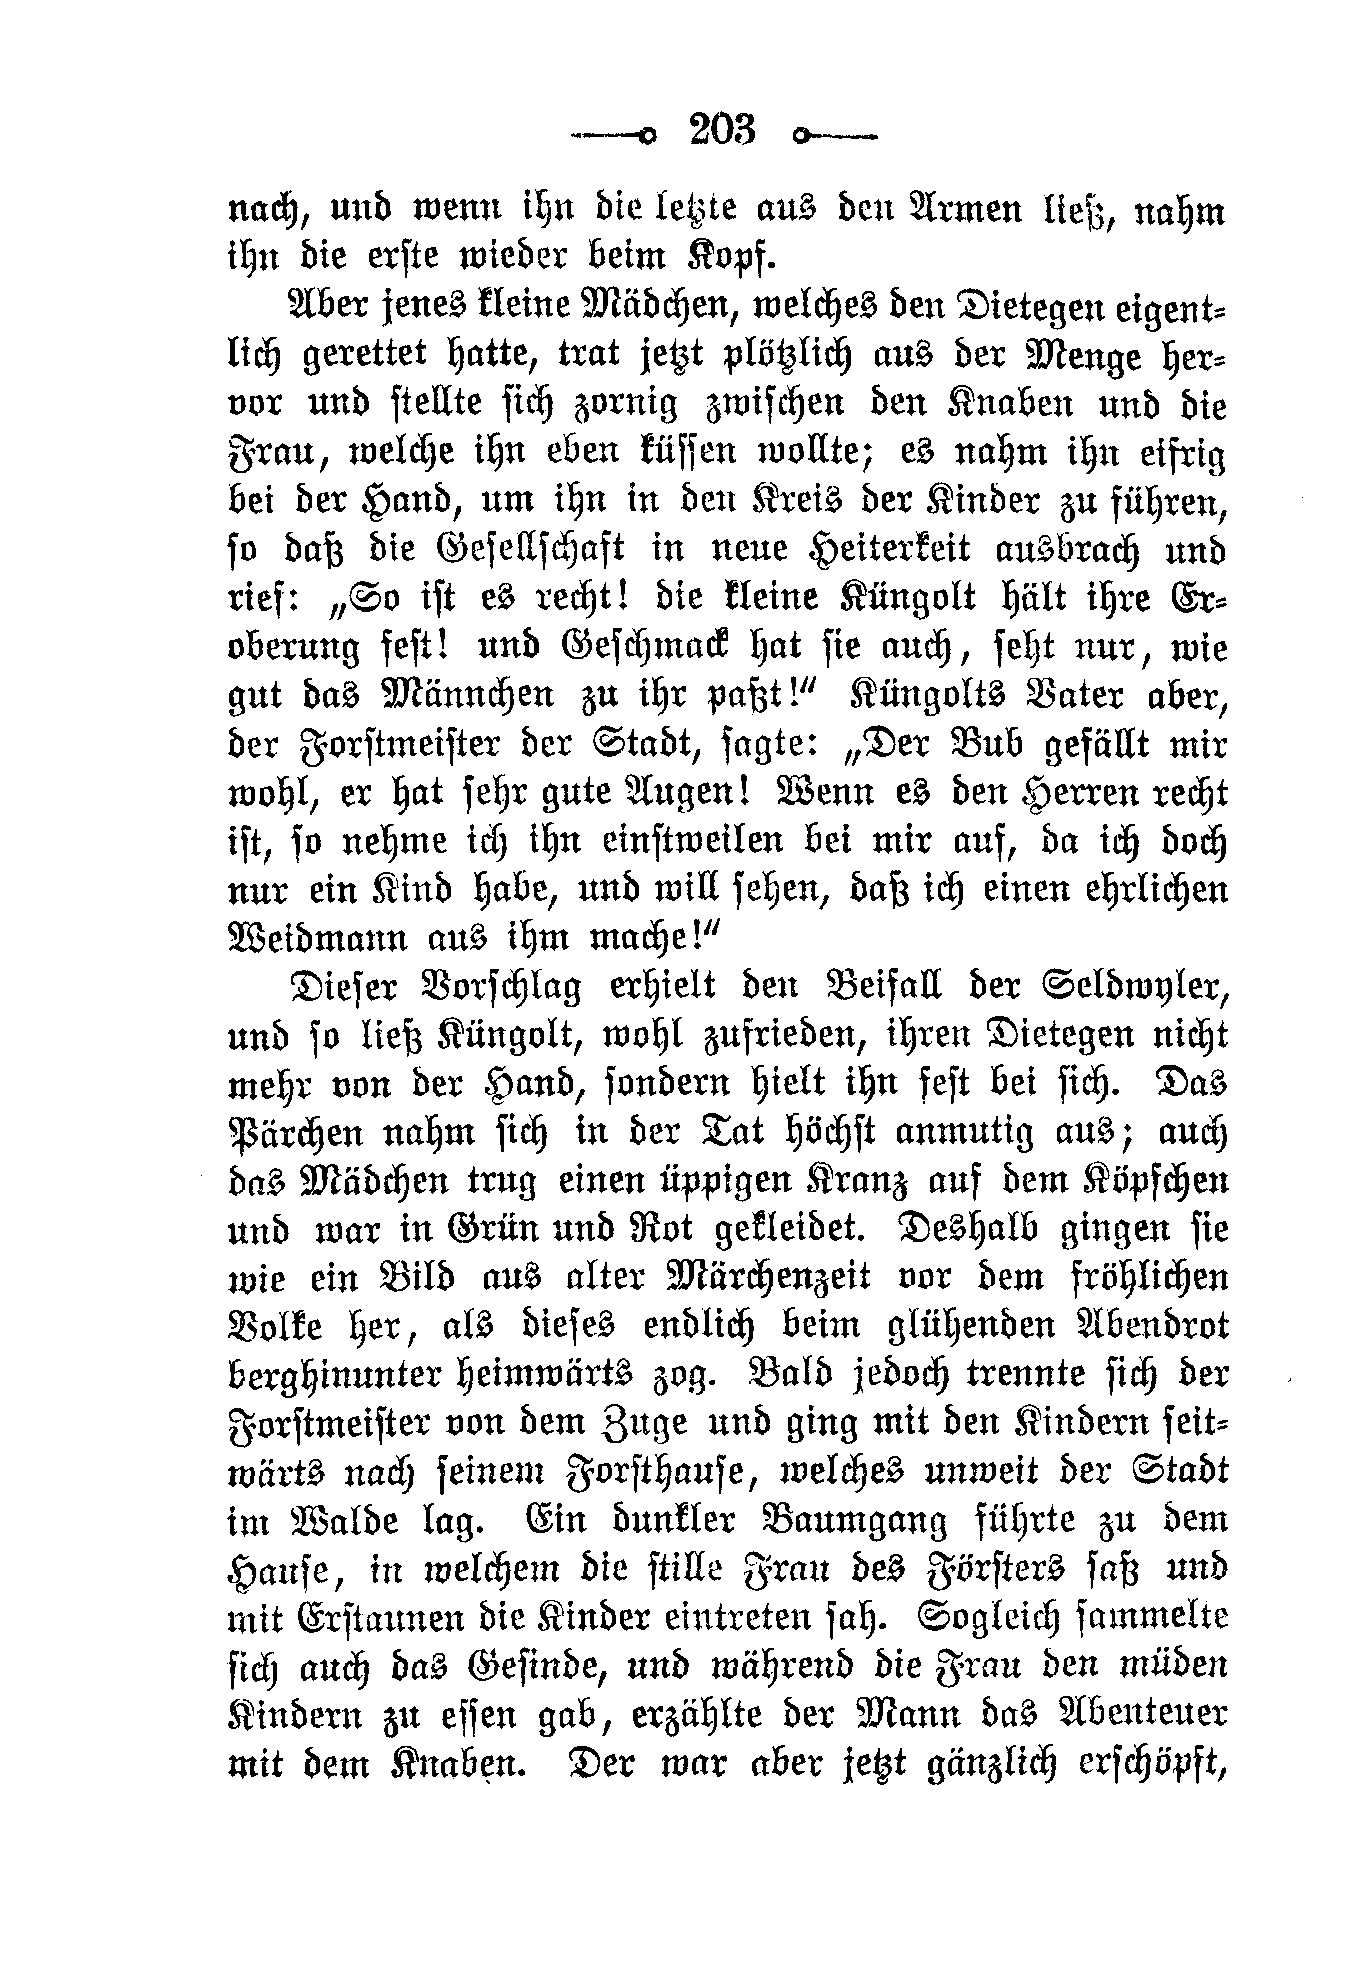 203
nach, und wenn ihn die letzte aus den Armen ließ, nahm
ihn die erste wieder beim Kopf.
Aber jenes kleine Mädchen, welches den Dietegen eigent-
lich gerettet hatte, trat jetzt plötzlich aus der Menge her-
vor und stellte sich zornig zwischen den Knaben und die
Frau, welche ihn eben küssen wollte; es nahm ihn eifrig
bei der Hand, um ihn in den Kreis der Kinder zu führen,
so daß die Gesellschaft in neue Heiterkeit ausbrach und
rief: „So ist es recht! die kleine Küngolt hält ihre Er-
oberung fest! und Geschmack hat sie auch, seht nur, wie
gut das Männchen zu ihr paßt!“ Küngolts Vater aber,
der Forstmeister der Stadt, sagte: „Der Bub gefällt mir
wohl, er hat sehr gute Augen! Wenn es den Herren recht
ist, so nehme ich ihn einstweilen bei mir auf, da ich doch
nur ein Kind habe, und will sehen, daß ich einen ehrlichen
Weidmann aus ihm mache!“
Dieser Vorschlag erhielt den Beifall der Seldwyler,
und so ließ Küngolt, wohl zufrieden, ihren Dietegen nicht
mehr von der Hand, sondern hielt ihn fest bei sich. Das
Pärchen nahm sich in der Tat höchst anmutig aus; auch
das Mädchen trug einen üppigen Kranz auf dem Köpfchen
und war in Grün und Rot gekleidet. Deshalb gingen sie
wie ein Bild aus alter Märchenzeit vor dem fröhlichen
Volke her, als dieses endlich beim glühenden Abendrot
berghinunter heimwärts zog. Bald jedoch trennte sich der
Forstmeister von dem Zuge und ging mit den Kindern seit-
wärts nach seinem Forsthause, welches unweit der Stadt
im Walde lag. Ein dunkler Baumgang führte zu dem
Hause, in welchem die stille Frau des Försters saß und
mit Erstaunen die Kinder eintreten sah. Sogleich sammelte
sich auch das Gesinde, und während die Frau den müden
Kindern zu essen gab, erzählte der Mann das Abenteuer
mit dem Knaben. Der war aber jetzt gänzlich erschöpft,